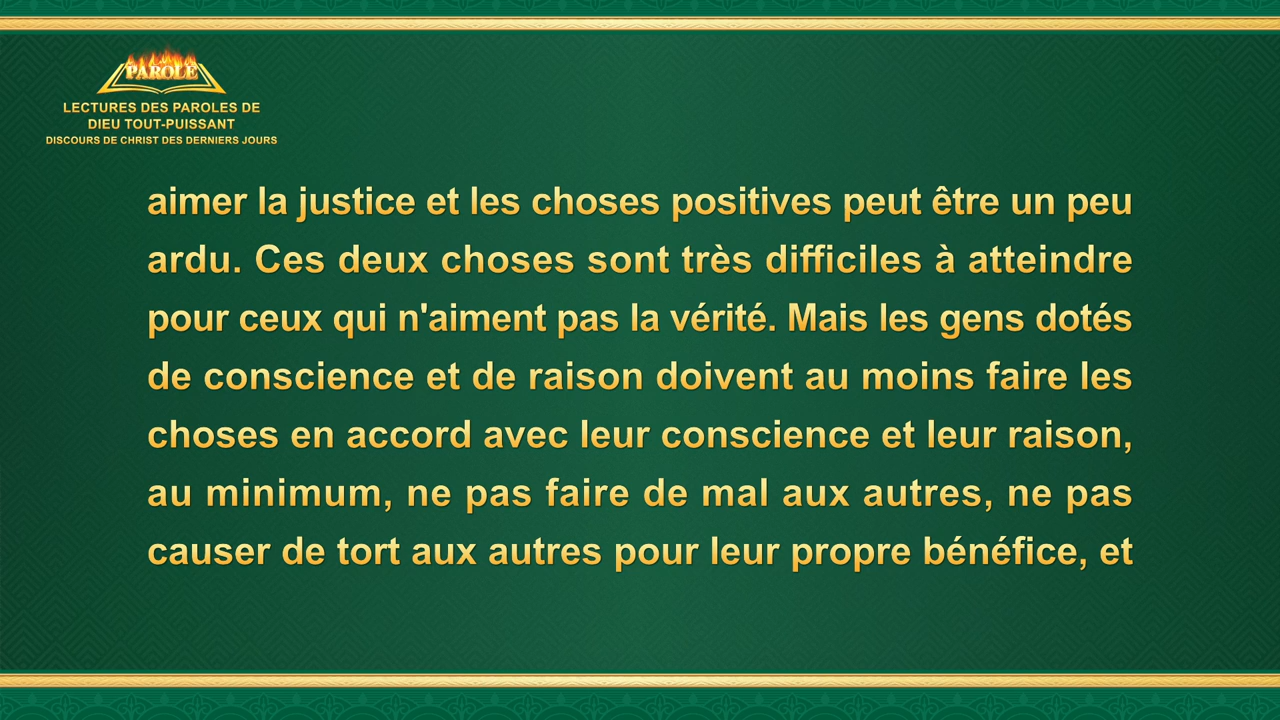 PAROLE
LECTURES DES PAROLES DE
DIEU TOUT-PUISSANT
DISCOURS DE CHRIST DES DERNIERS JOURS
aimer la justice et les choses positives peut être un peu
ardu. Ces deux choses sont très difficiles à atteindre
pour ceux qui n'aiment pas la vérité. Mais les gens dotés
de conscience et de raison doivent au moins faire les
choses en accord avec leur conscience et leur raison,
au minimum, ne pas faire de mal aux autres, ne pas
causer de tort aux autres pour leur propre bénéfice, et